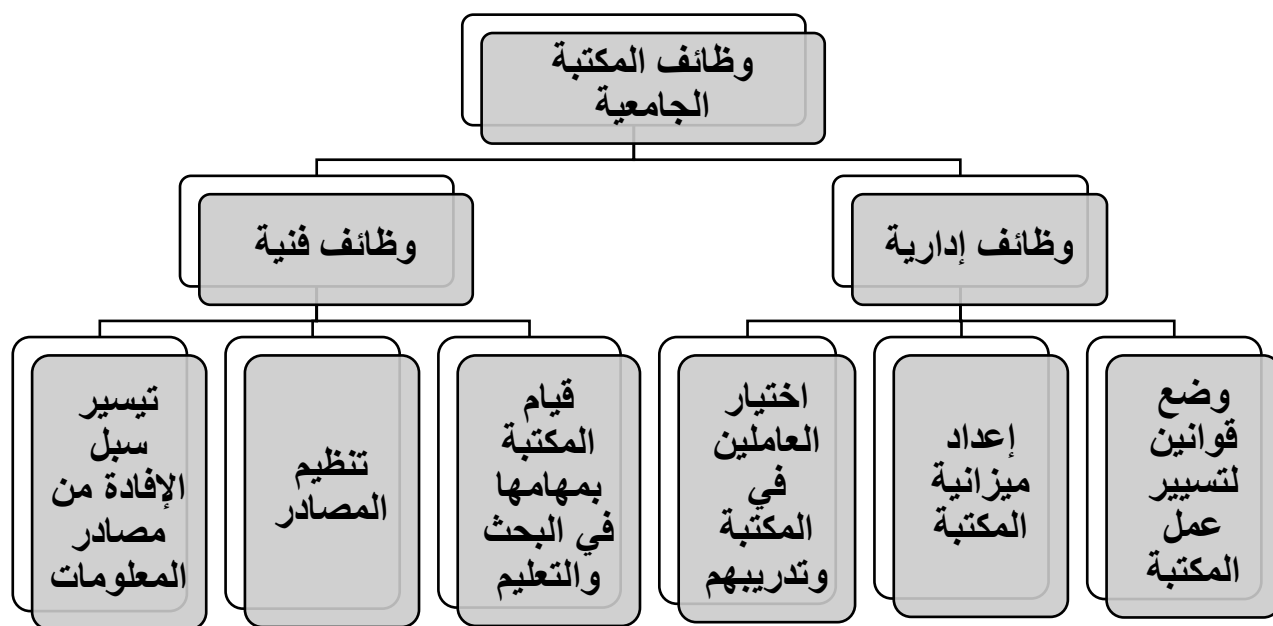 وظائف المكتبة
الجامعية
وظائف إدارية
وظائف فنية
وضع
قوانين
لتسيير
عمل
المكتبة
إعداد
ميزانية
المكتبة
اختيار
العاملين
في
المكتبة
وتدريبهم
قيام
المكتبة
بمهامها
في البحث
والتعليم
تنظيم
المصادر
تيسير
سبل
الإفادة من
مصادر
المعلومات